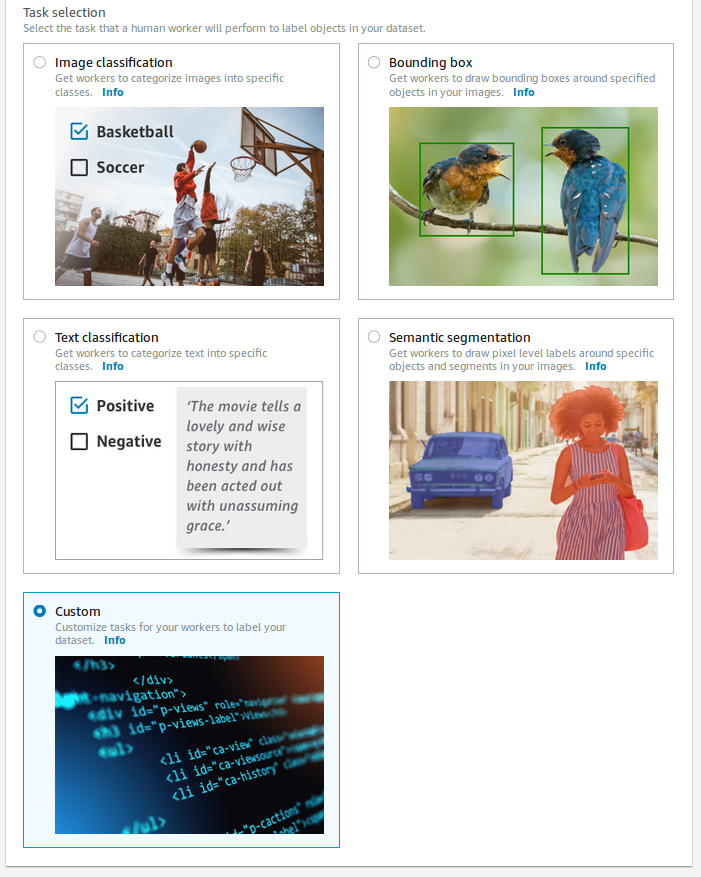 Task selection
Select the task that a human worker will perform to label objects in your dataset.
Image classification
Get workers to categorize images into specific
classes. Info
Basketball
Soccer
Bounding box
Get workers to draw bounding boxes around specified
objects in your images. Info
Text classification
Get workers to categorize text into specific
classes. Info
Positive
Negative
‘The movie tells a
lovely and wise
story with
honesty and has
been acted out
with unassuming
grace.’
Semantic segmentation
Get workers to draw pixel level labels around specific
objects and segments in your images. Info
Custom
Customize tasks for your workers to label your
dataset. Info
</h3>
</div>
-navigation">
<div id="p-views" role="navigation"
<h3 id="p-views-label">Views</h3>
<ul>
<li id="ca-view"
<li id="ca-viewsource"
<li id="ca-history"
</ul>
id="p-cactions"